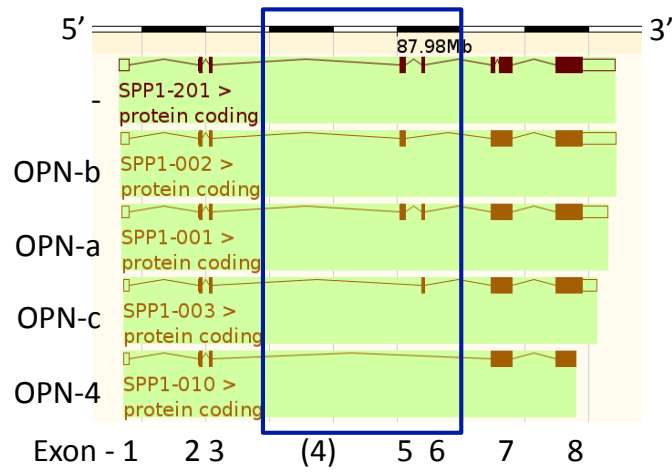 5’ 3’
87.98Mb
SPP1-201 >
- protein coding
SPP1-002 >
OPN-b protein coding
SPP1-001 >
OPN-a protein coding
SPP1-003 >
OPN-c protein coding
SPP1-010 >
OPN-4 protein coding
Exon - 1 2 3 (4) 5 6 7 8